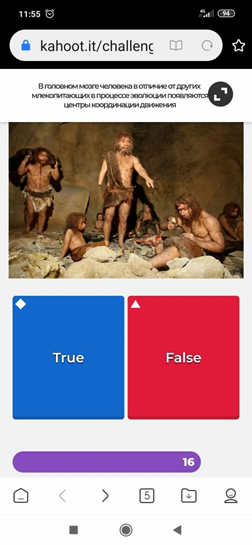 11:55
4G
94
kahoot.it/challeng
В головном мозге человека в отличие от других
млекопитающих в процессе эволюции появляются
центры координации движения
True
False
16
5